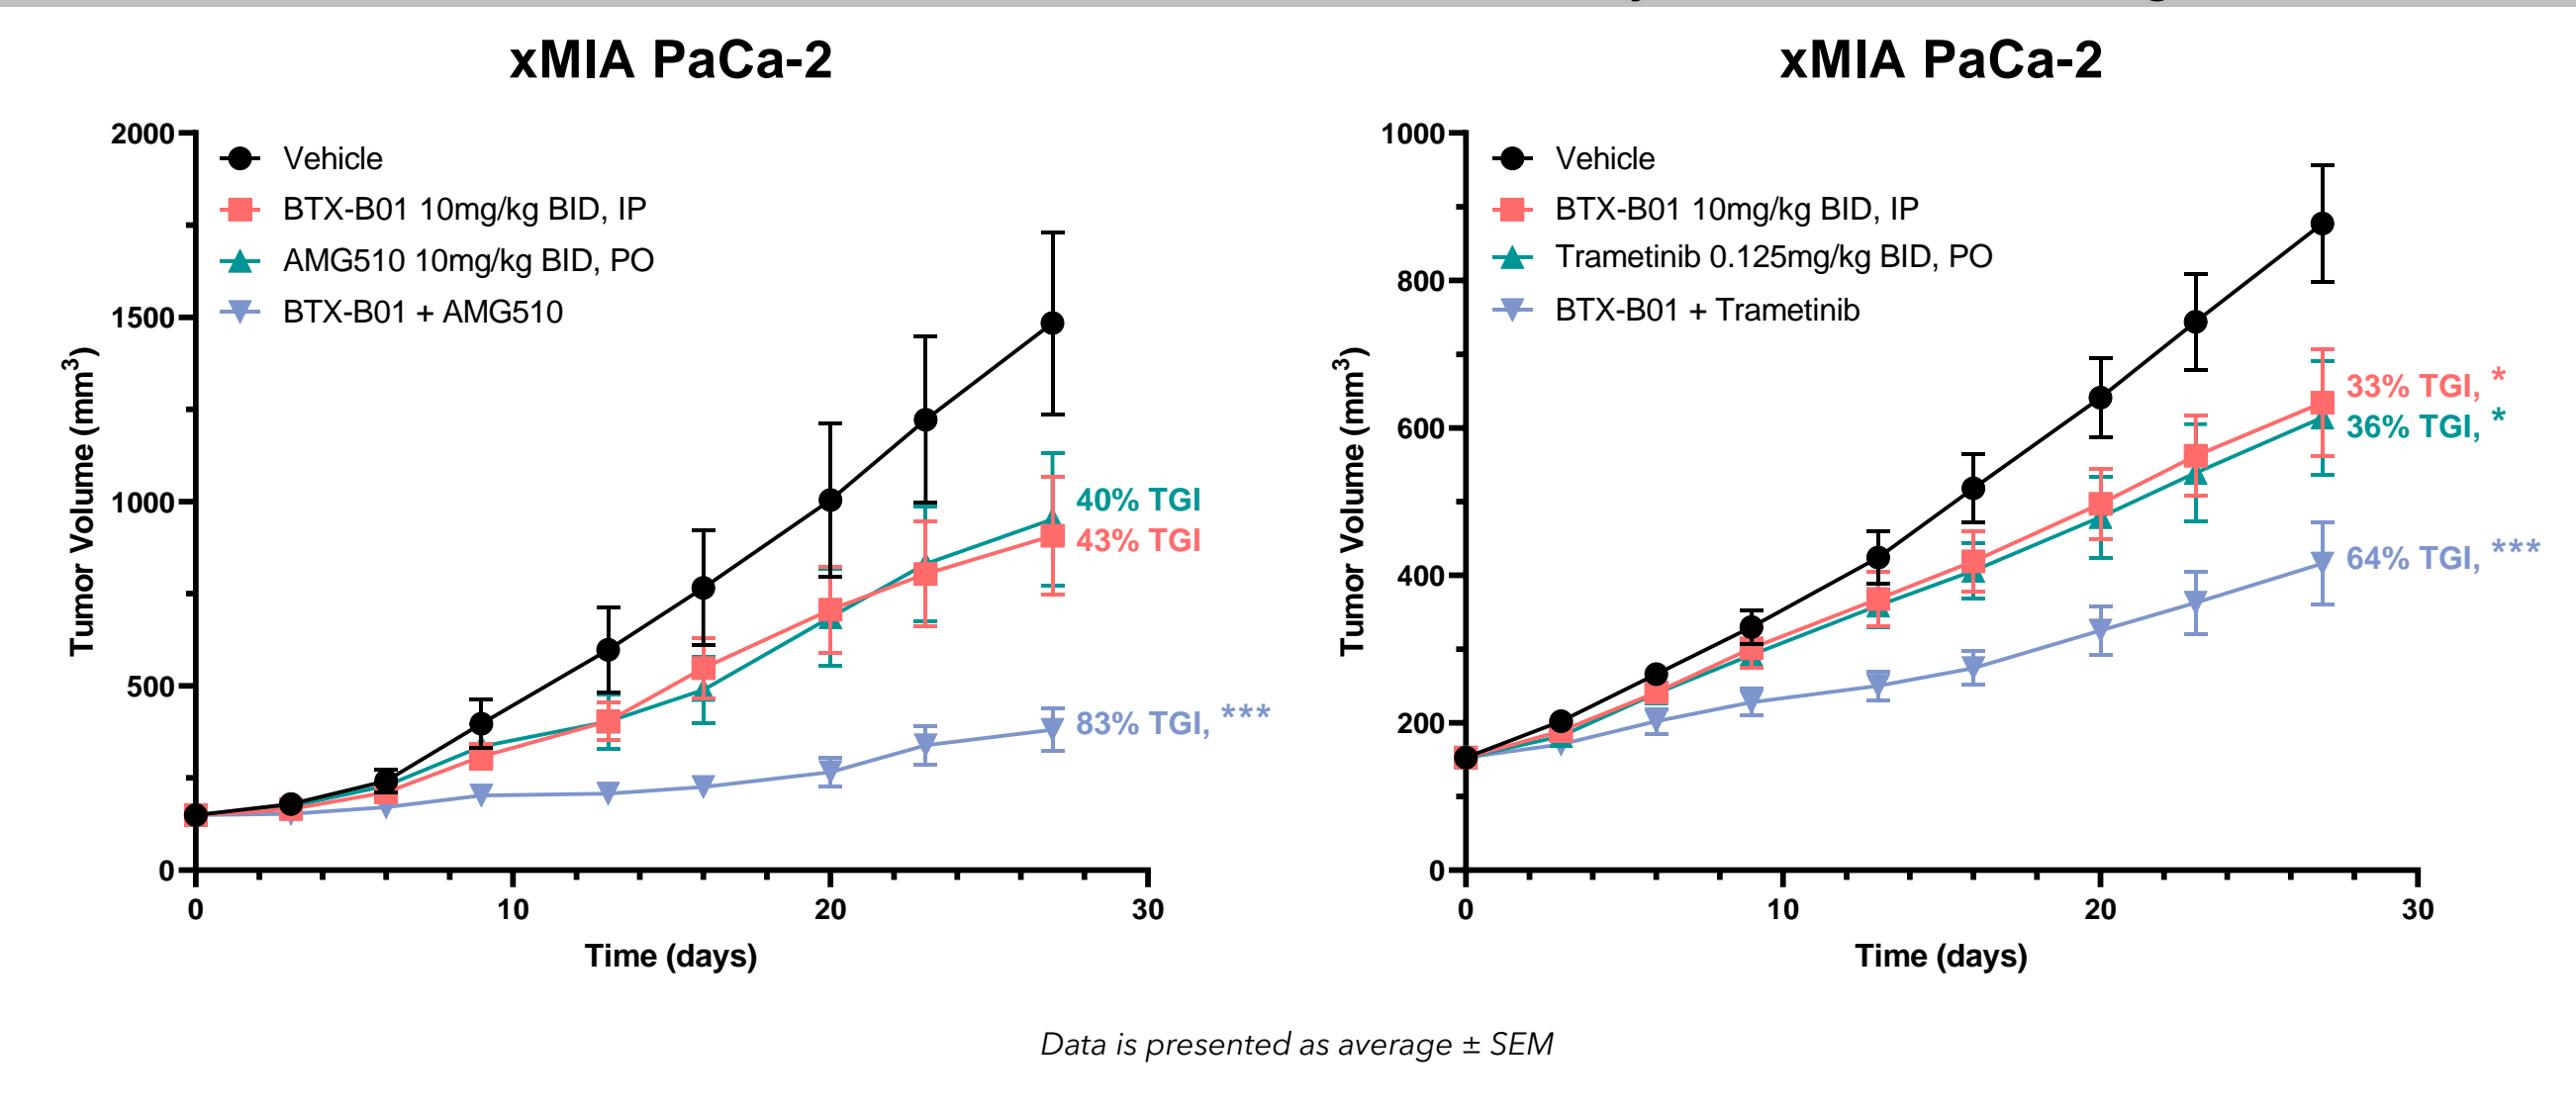 xMIA PaCa-2
2000
1500
1000
500
0
Tumor Volume (mm³)
Vehicle
BTX-B01 10mg/kg BID, IP
AMG510 10mg/kg BID, PO
BTX-B01 + AMG510
40% TGI
43% TGI
83% TGI, ***
0 10 20 30
Time (days)
xMIA PaCa-2
1000
800
600
400
200
0
Tumor Volume (mm³)
Vehicle
BTX-B01 10mg/kg BID, IP
Trametinib 0.125mg/kg BID, PO
BTX-B01 + Trametinib
33% TGI, *
36% TGI, *
64% TGI, ***
0 10 20 30
Time (days)
Data is presented as average ± SEM